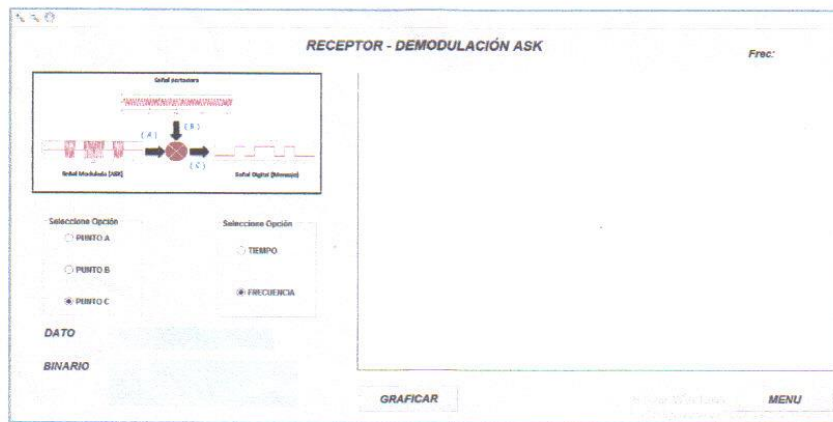 RECEPTOR - DEMODULACIÓN ASK
Frec:
Señal portadora
(A)
(B)
(C)
Señal Modulada (ASK)
Señal Digital (Mensaje)
Seleccione Opción
PUNTO A
PUNTO B
PUNTO C
Seleccione Opción
TIEMPO
FRECUENCIA
DATO
BINARIO
GRAFICAR
MENU